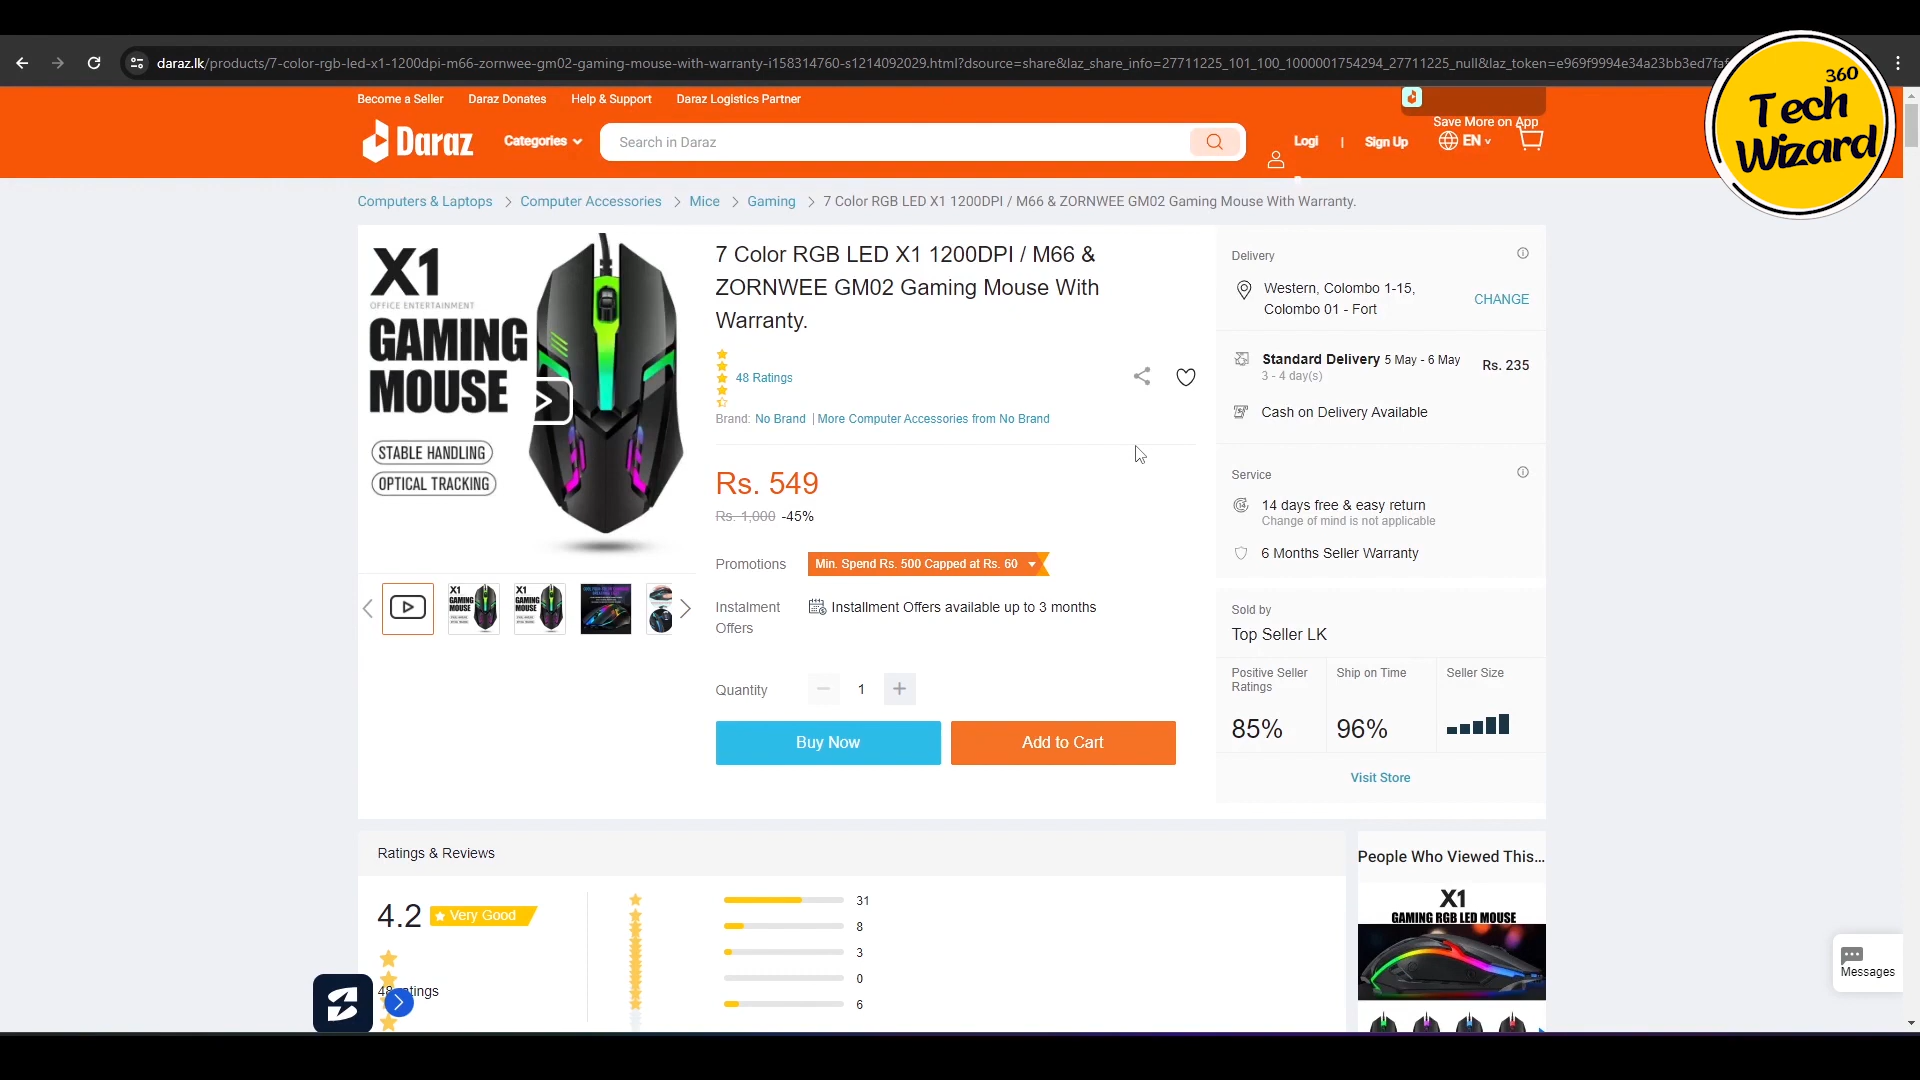 daraz.lk/products/7-color-rgb-led-x1-1200dpi-m66-zornwee-gm02-gaming-mouse-with-warranty-i158314760-s1214092029.html?dsource=share&laz_share_info=27711225_101_100_1000001754294_27711225_null&laz_token=e969f9994e34a23bb3ed7faf
360
Tech
Wizard
Become a Seller
Daraz Donates
Help & Support
Daraz Logistics Partner
Save More on App
Daraz
Categories
Search in Daraz
Logi
|
Sign Up
EN
Computers & Laptops > Computer Accessories > Mice > Gaming > 7 Color RGB LED X1 1200DPI / M66 & ZORNWEE GM02 Gaming Mouse With Warranty.
X1
OFFICE ENTERTAINMENT
GAMING
MOUSE
STABLE HANDLING
OPTICAL TRACKING
X1
GAMING
MOUSE
X1
GAMING
MOUSE
7 Color RGB LED X1 1200DPI / M66 &
ZORNWEE GM02 Gaming Mouse With
Warranty.
48 Ratings
Brand: No Brand | More Computer Accessories from No Brand
Rs. 549
Rs. 1,000 -45%
Promotions
Min. Spend Rs. 500 Capped at Rs. 60
Instalment
Offers
Installment Offers available up to 3 months
Quantity
1
Buy Now
Add to Cart
Delivery
Western, Colombo 1-15,
Colombo 01 - Fort
CHANGE
Standard Delivery 5 May - 6 May
3 - 4 day(s)
Rs. 235
Cash on Delivery Available
Service
14 days free & easy return
Change of mind is not applicable
6 Months Seller Warranty
Sold by
Top Seller LK
Positive Seller
Ratings
85%
Ship on Time
96%
Seller Size
Visit Store
Ratings & Reviews
4.2
Very Good
48 ratings
31
8
3
0
6
People Who Viewed This...
X1
GAMING RGB LED MOUSE
Messages